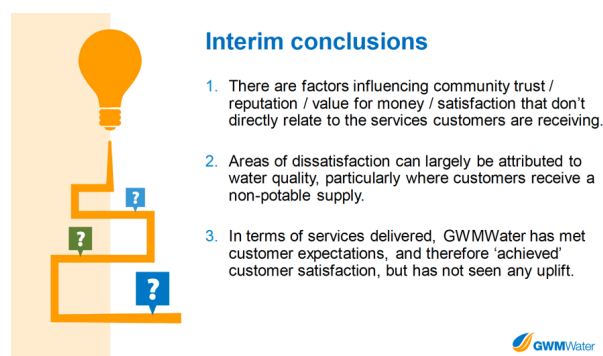 Interim conclusions
1. There are factors influencing community trust /
reputation / value for money / satisfaction that don't
directly relate to the services customers are receiving.
2. Areas of dissatisfaction can largely be attributed to
water quality, particularly where customers receive a
non-potable supply.
3. In terms of services delivered, GWMWater has met
customer expectations, and therefore ‘achieved’
customer satisfaction, but has not seen any uplift.
?
?
?
GWMWater